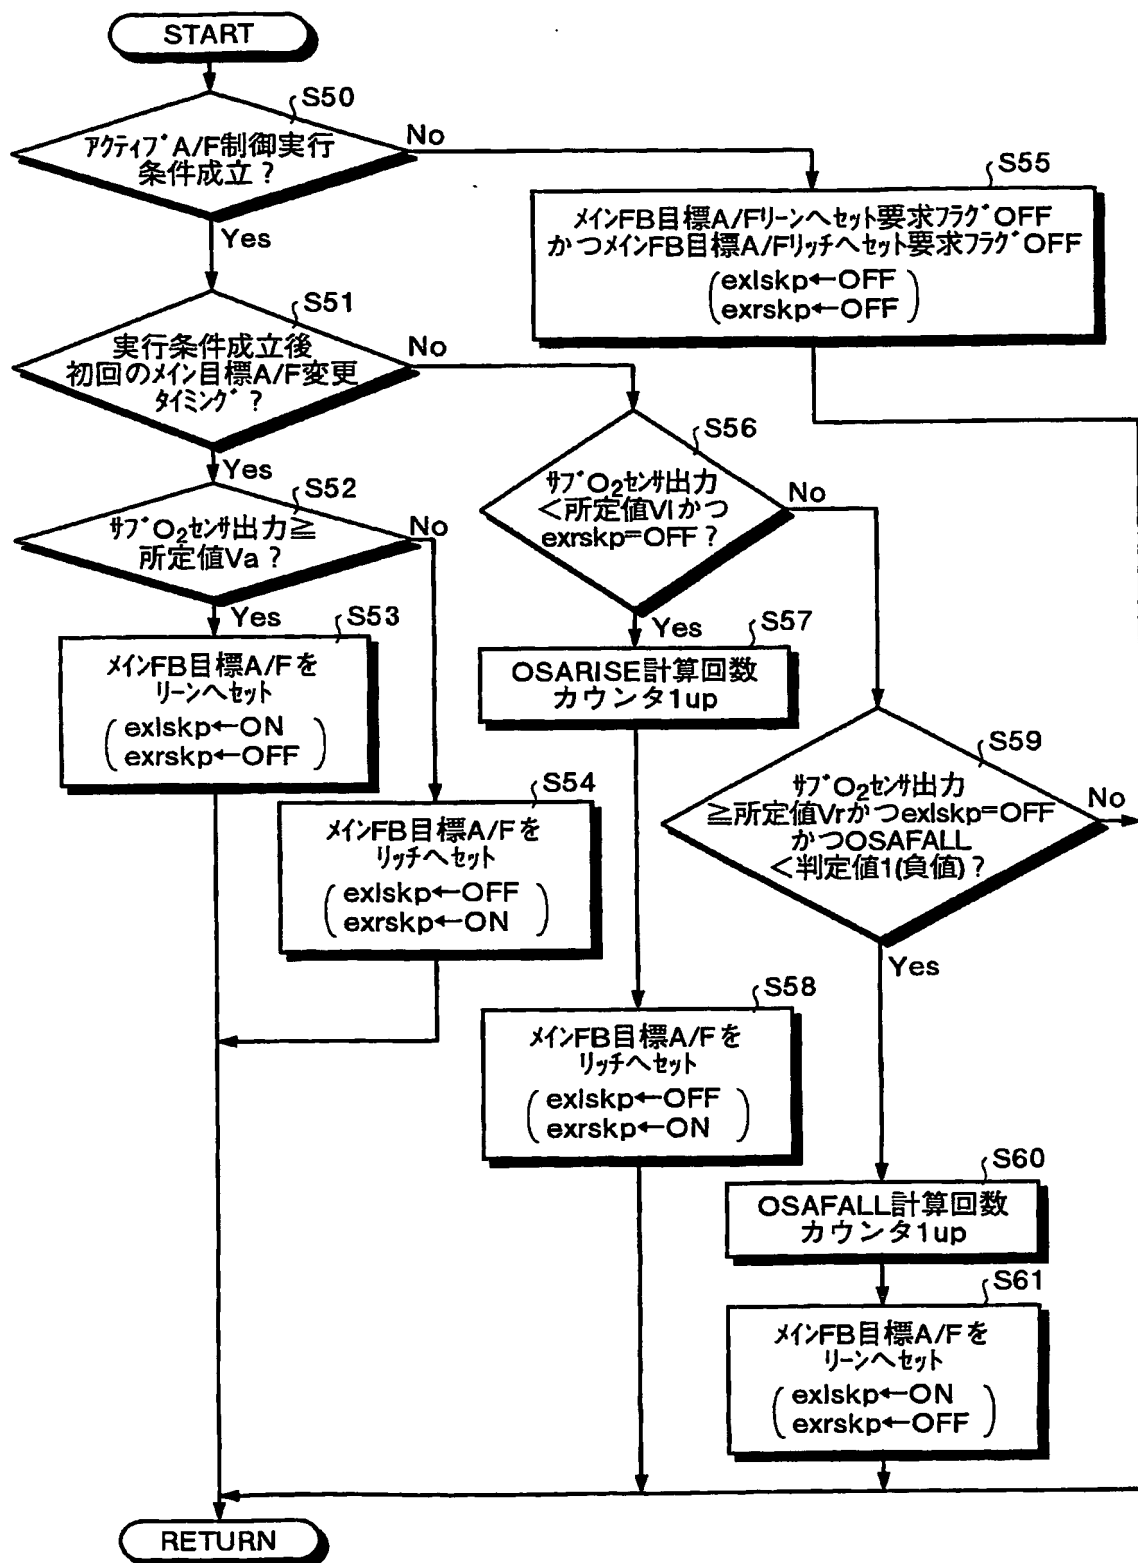 START
S50
アクティブA/F制御実行
条件成立?
No
Yes
S55
メインFB目標A/Fリーンへセット要求フラグOFF
かつメインFB目標A/Fリッチへセット要求フラグOFF
(exlskp←OFF
exrskp←OFF)
S51
実行条件成立後
初回のメイン目標A/F変更
タイミング?
No
Yes
S52
サブO₂センサ出力≧
所定値Va?
No
Yes
S53
メインFB目標A/Fを
リーンへセット
(exlskp←ON
exrskp←OFF)
S54
メインFB目標A/Fを
リッチへセット
(exlskp←OFF
exrskp←ON)
S56
サブO₂センサ出力
<所定値Vlかつ
exrskp=OFF?
No
Yes
S57
OSARISE計算回数
カウンタ1up
S58
メインFB目標A/Fを
リッチへセット
(exlskp←OFF
exrskp←ON)
S59
サブO₂センサ出力
≧所定値Vrかつexlskp=OFF
かつOSAFALL
<判定値1(負値)?
No
Yes
S60
OSAFALL計算回数
カウンタ1up
S61
メインFB目標A/Fを
リーンへセット
(exlskp←ON
exrskp←OFF)
RETURN